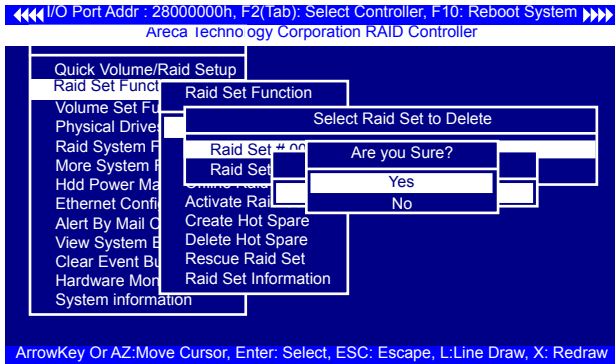 I/O Port Addr : 28000000h, F2(Tab): Select Controller, F10: Reboot System
Areca Technology Corporation RAID Controller
Quick Volume/Raid Setup
Raid Set Funct
Volume Set Fu
Physical Drive
Raid System F
More System F
Hdd Power Ma
Ethernet Confi
Alert By Mail C
View System E
Clear Event Bu
Hardware Mon
System information
Raid Set Function
Select Raid Set to Delete
Raid Set # 00
Raid Set
Are you Sure?
Yes
No
Activate Rai
Create Hot Spare
Delete Hot Spare
Rescue Raid Set
Raid Set Information
ArrowKey Or AZ:Move Cursor, Enter: Select, ESC: Escape, L:Line Draw, X: Redraw